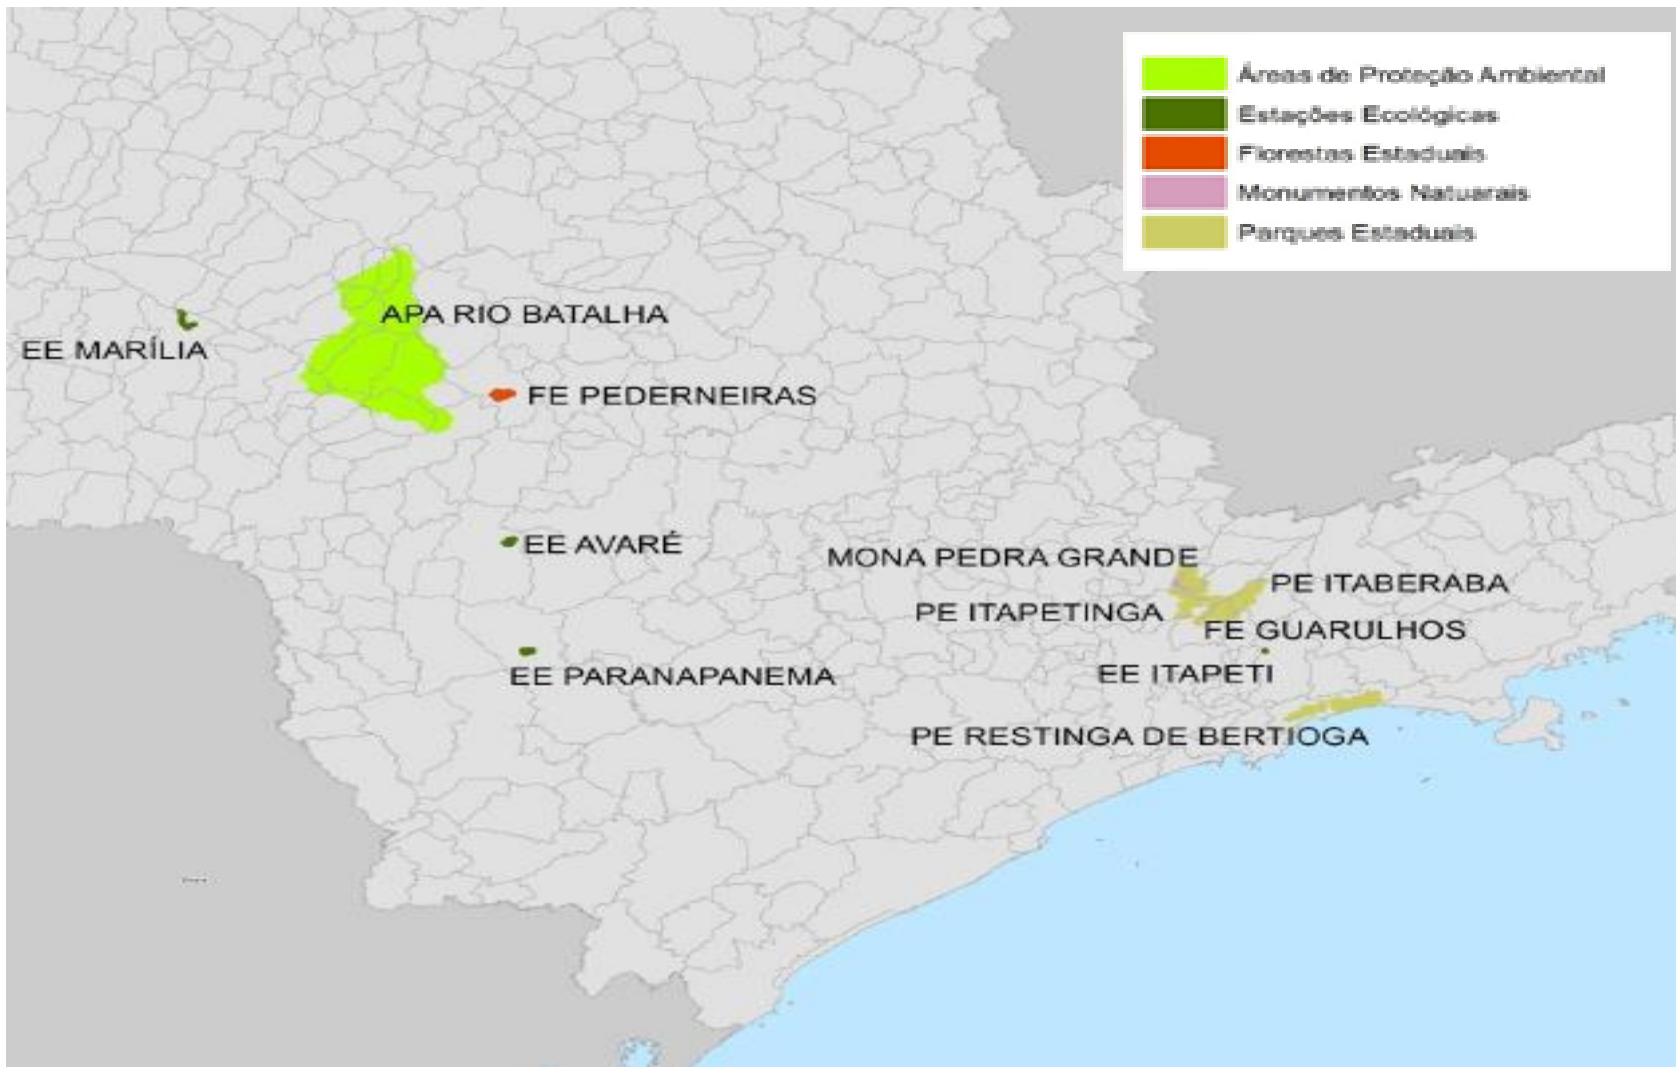 Áreas de Proteção Ambiental
Estações Ecológicas
Florestas Estaduais
Monumentos Natuarais
Parques Estaduais
APA RIO BATALHA
EE MARÍLIA
FE PEDERNEIRAS
EE AVARÉ
MONA PEDRA GRANDE
PE ITABERABA
PE ITAPETINGA
FE GUARULHOS
EE ITAPETI
EE PARANAPANEMA
PE RESTINGA DE BERTIOGA